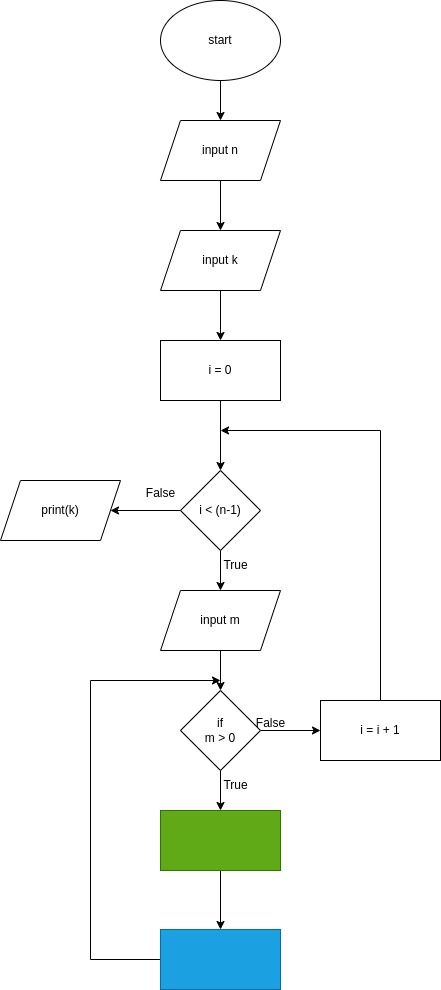 start
input n
input k
i = 0
False
print(k)
i < (n-1)
True
input m
if
m > 0
False
i = i + 1
True